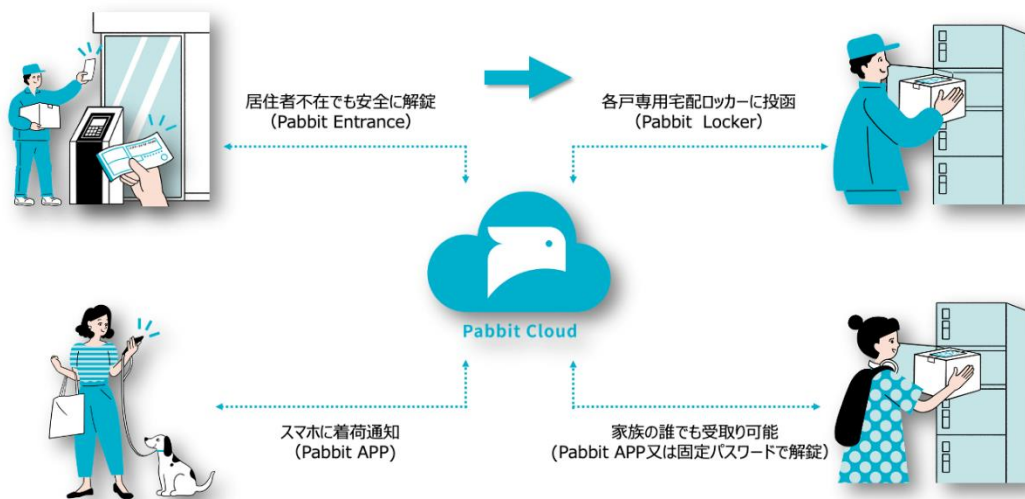 居住者不在でも安全に解錠
（Pabbit Entrance）
各戸専用宅配ロッカーに投函
（Pabbit Locker）
Pabbit Cloud
スマホに着荷通知
（Pabbit APP）
家族の誰でも受取り可能
(Pabbit APP又は固定パスワードで解錠）